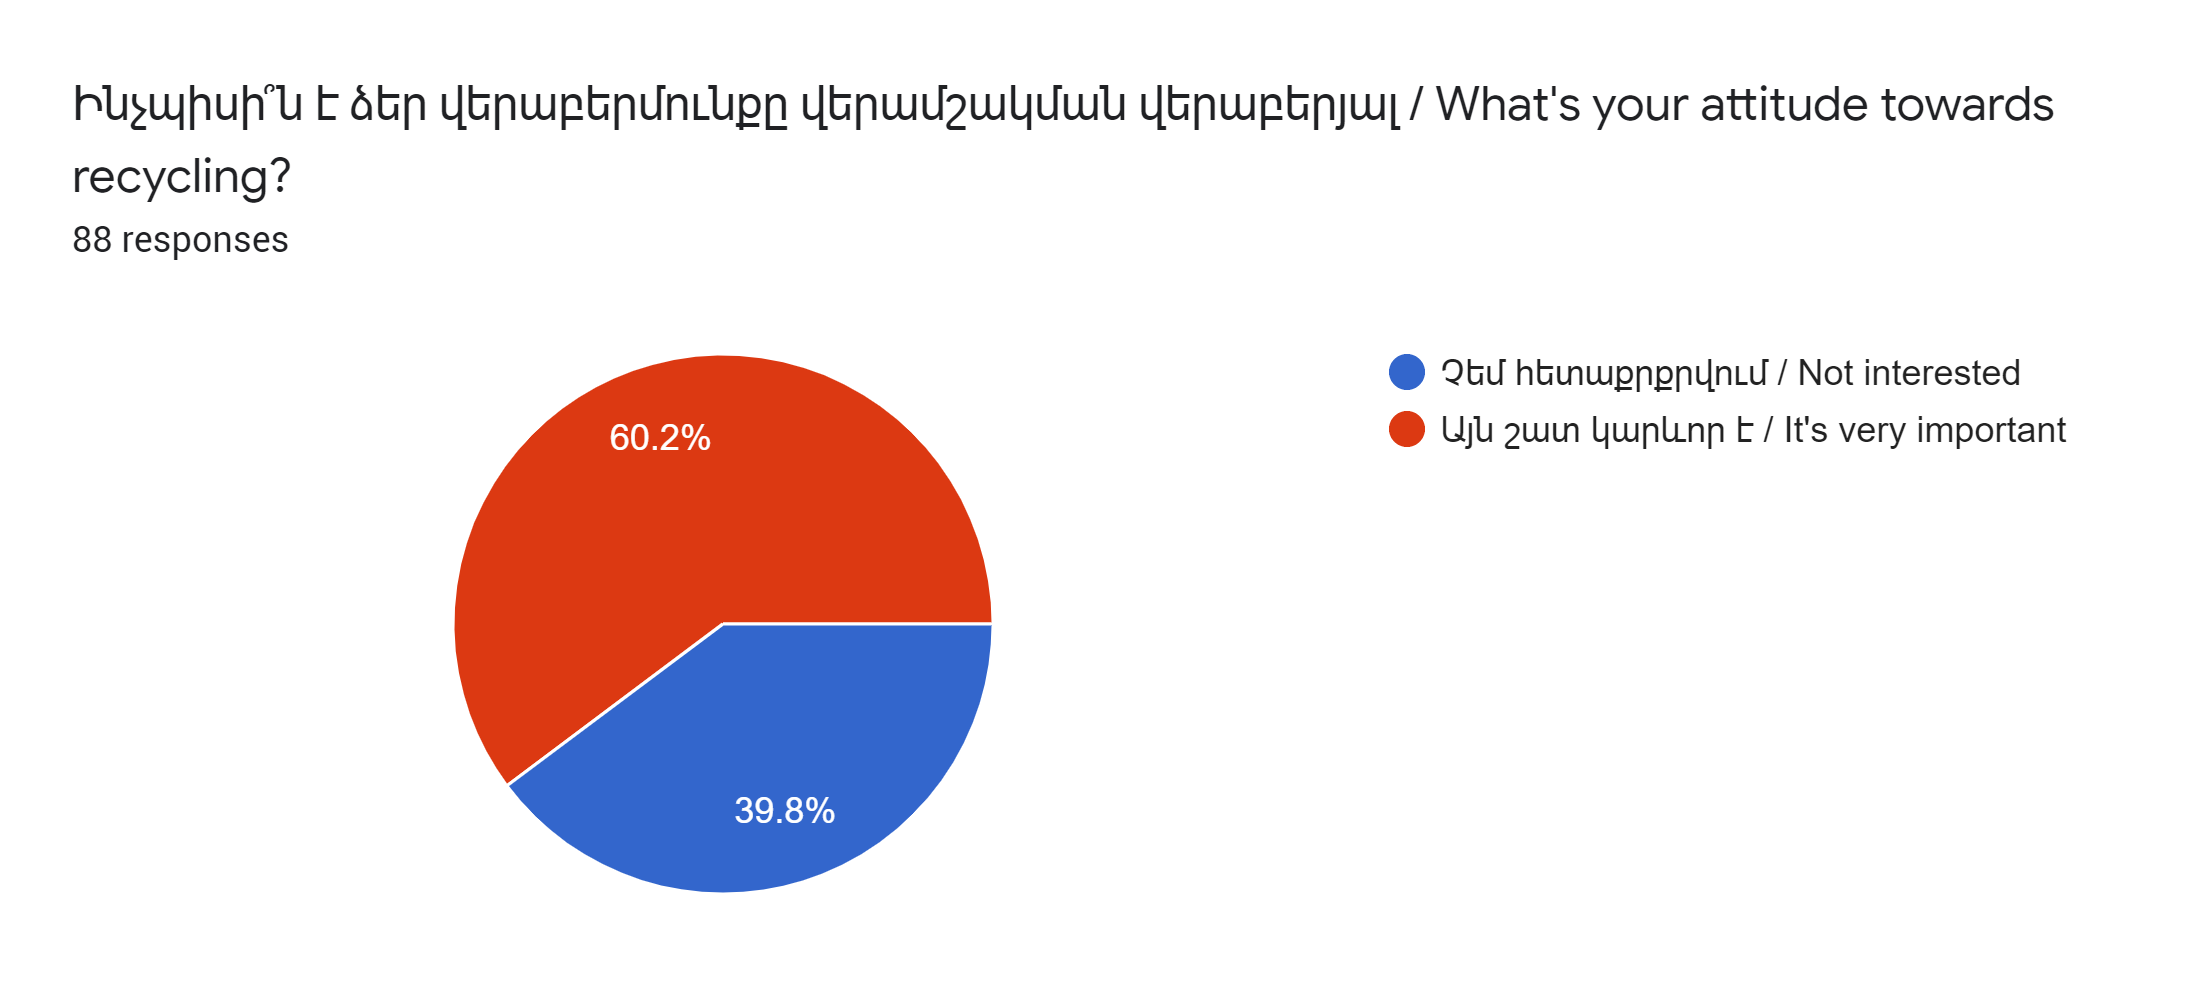 Ինչպիսի՞ն է ձեր վերաբերմունքը վերամշակման վերաբերյալ / What's your attitude towards
recycling?
88 responses
Չեմ հետաքրքրվում / Not interested
Այն շատ կարևոր է / It's very important
60.2%
39.8%